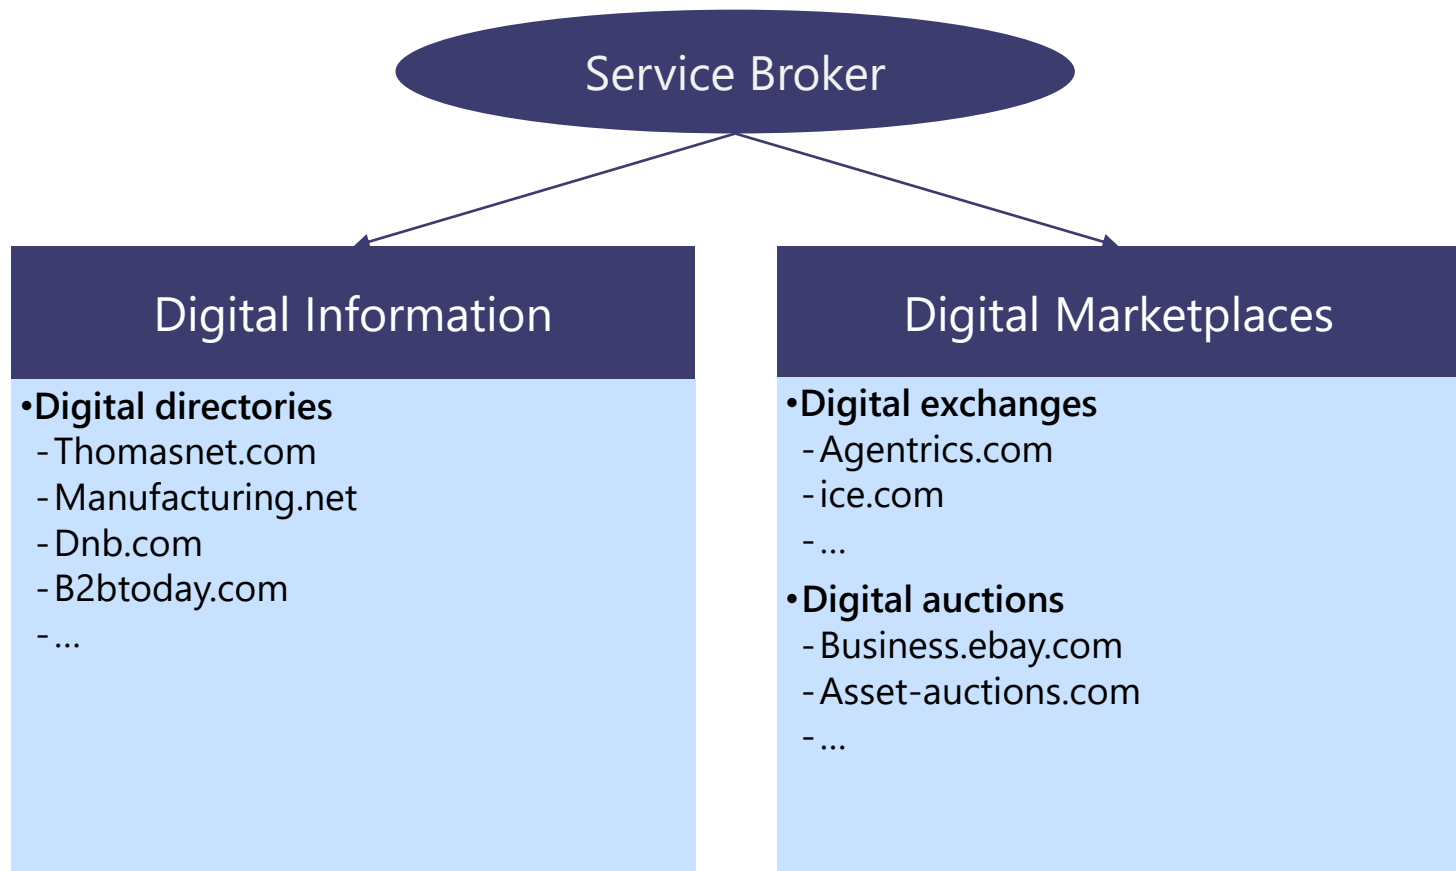 Service Broker
Digital Information
•Digital directories
-Thomasnet.com
-Manufacturing.net
-Dnb.com
-B2btoday.com
-...
Digital Marketplaces
•Digital exchanges
-Agentrics.com
-ice.com
-...
•Digital auctions
-Business.ebay.com
-Asset-auctions.com
-...